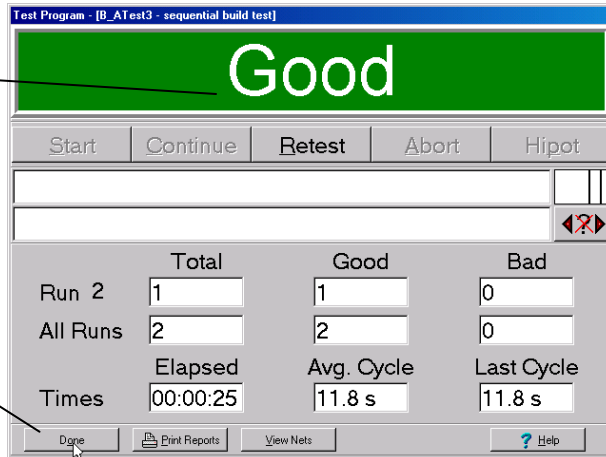 Test Program - [B_ATest3 - sequential build test]
Good
Start Continue Retest Abort Hipot
?
Total Good Bad
Run 2 1 1 0
All Runs 2 2 0
Elapsed Avg. Cycle Last Cycle
Times 00:00:25 11.8 s 11.8 s
Done Print Reports View Nets ? Help